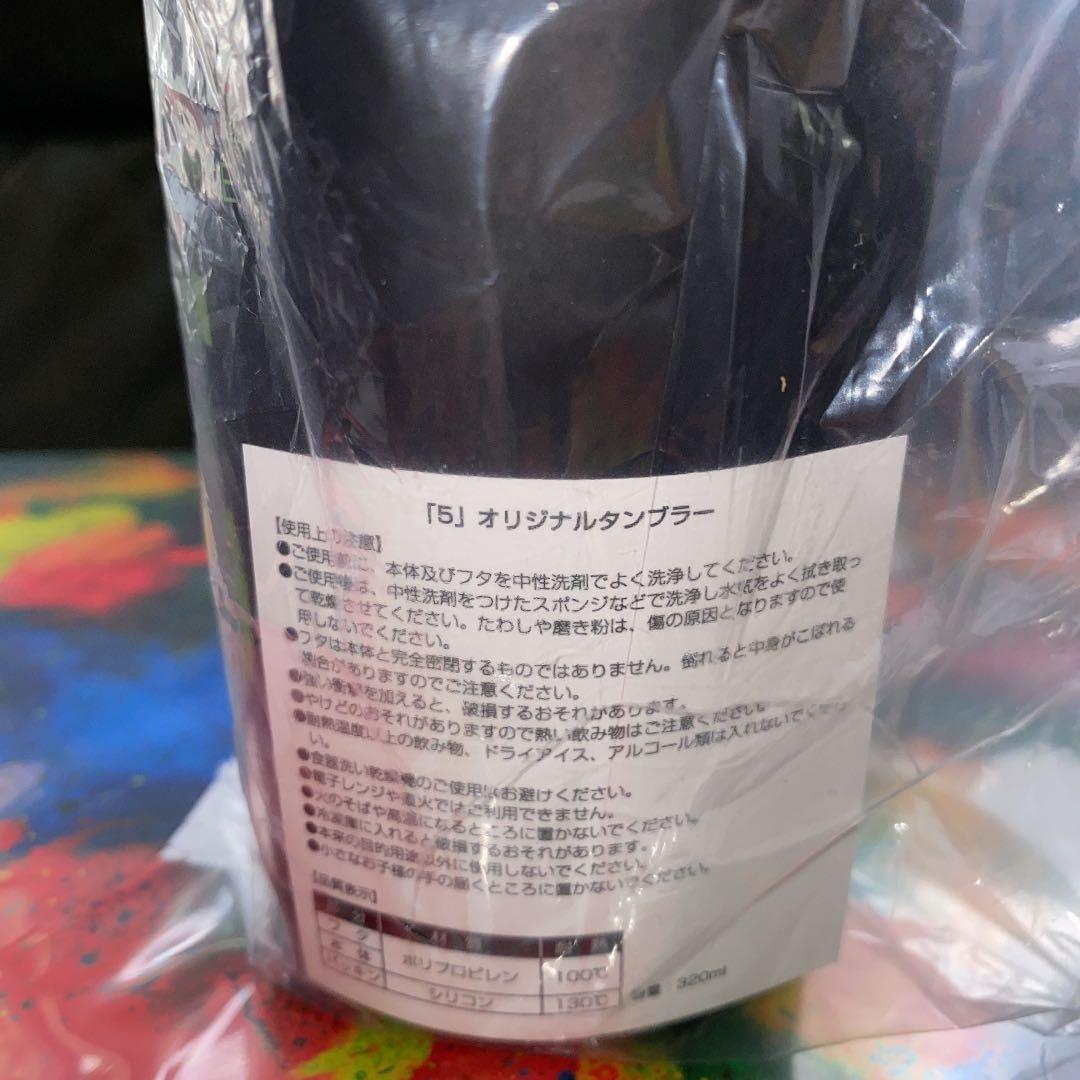 「5」オリジナルタンブラー
【使用上の注意】
●ご使用前に、本体及びフタを中性洗剤でよく洗浄してください。
●ご使用後は、中性洗剤をつけたスポンジなどで洗浄し水気をよく拭き取っ
て乾燥させてください。たわしや磨き粉は、傷の原因となりますので使
用しないでください。
●フタは本体と完全密閉するものではありません。倒れると中身がこぼれる
場合がありますのでご注意ください。
●強い衝撃を加えると、破損するおそれがあります。
●やけどのおそれがありますので熱い飲み物はご注意ください。
●耐熱温度以上の飲み物、ドライアイス、アルコール類は入れないでくださ
い。
●食器洗い乾燥機のご使用はお避けください。
●電子レンジや直火ではご利用できません。
●火のそばや高温になるところに置かないでください。
●冷凍庫に入れると破損するおそれがあります。
●本来の目的用途以外に使用しないでください。
●小さなお子様の手の届くところに置かないでください。
【品質表示】
フタ
本体 ポリプロピレン 100℃
パッキン シリコン 130℃
容量 320ml